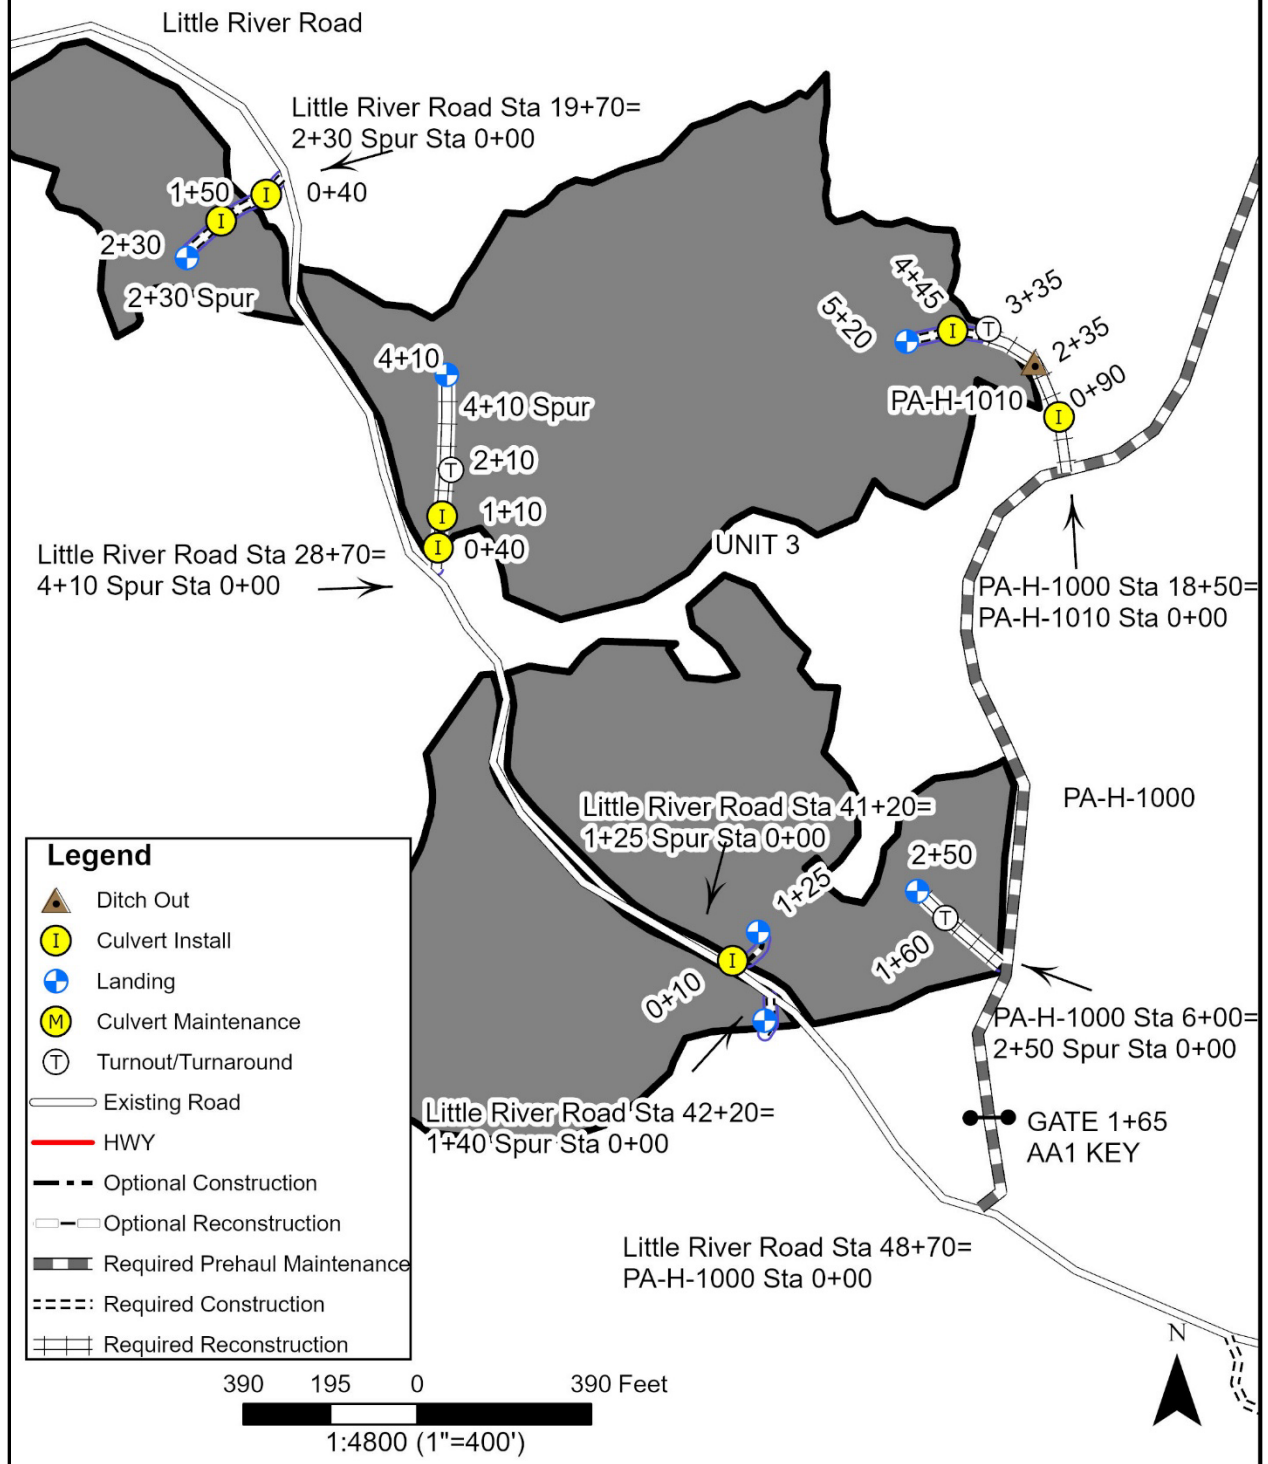 Little River Road
Little River Road Sta 19+70=
2+30 Spur Sta 0+00
1+50
I
0+40
I
2+30
2+30 Spur
4+45
3+35
5+20
I
T
2+35
4+10
4+10 Spur
PA-H-1010
0+90
I
T
2+10
I
1+10
I
0+40
UNIT 3
Little River Road Sta 28+70=
4+10 Spur Sta 0+00
PA-H-1000 Sta 18+50=
PA-H-1010 Sta 0+00
PA-H-1000
Little River Road Sta 41+20=
1+25 Spur Sta 0+00
2+50
1+25
T
1+60
I
0+10
PA-H-1000 Sta 6+00=
2+50 Spur Sta 0+00
Little River Road Sta 42+20=
1+40 Spur Sta 0+00
GATE 1+65
AA1 KEY
Little River Road Sta 48+70=
PA-H-1000 Sta 0+00
Legend
Ditch Out
I Culvert Install
Landing
M Culvert Maintenance
T Turnout/Turnaround
Existing Road
HWY
Optional Construction
Optional Reconstruction
Required Prehaul Maintenance
Required Construction
Required Reconstruction
N
390 195 0 390 Feet
1:4800 (1"=400')